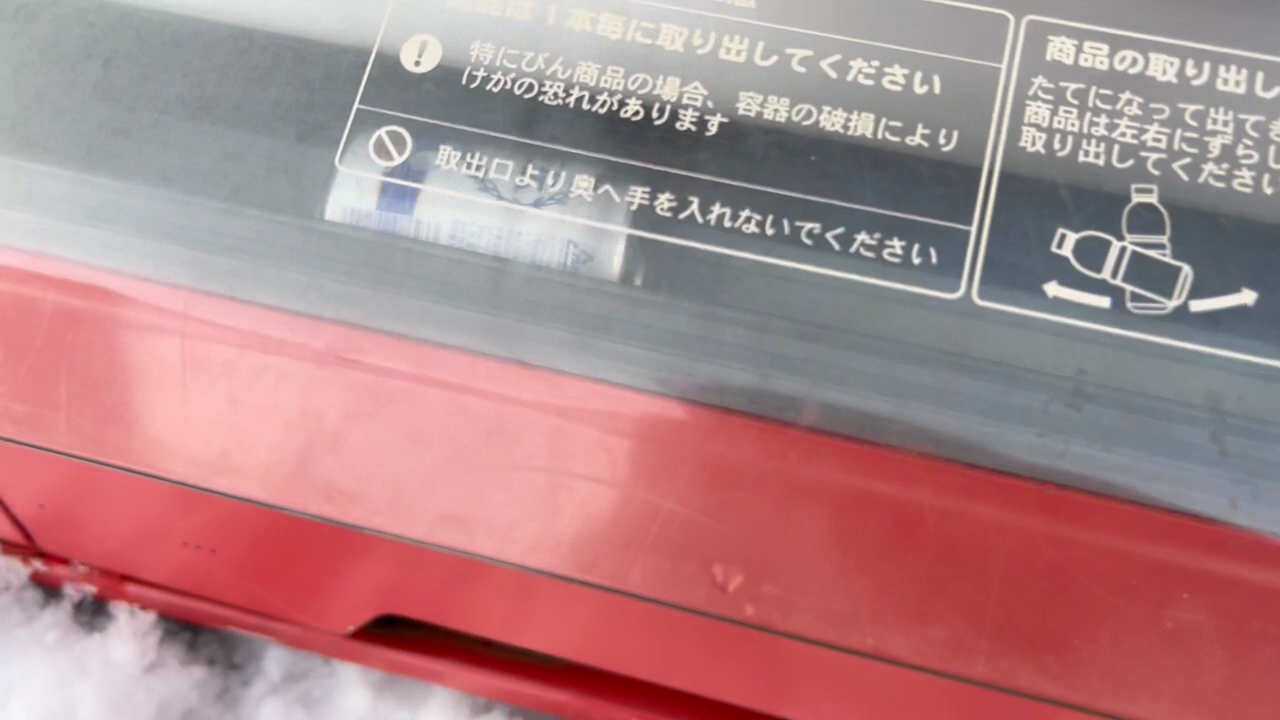 は1本毎に取り出してください
特にびん商品の場合、容器の破損により
けがの恐れがあります
取出口より奥へ手を入れないでください
商品の取り出し
たてになって出て
商品は左右にずらし
取り出してください